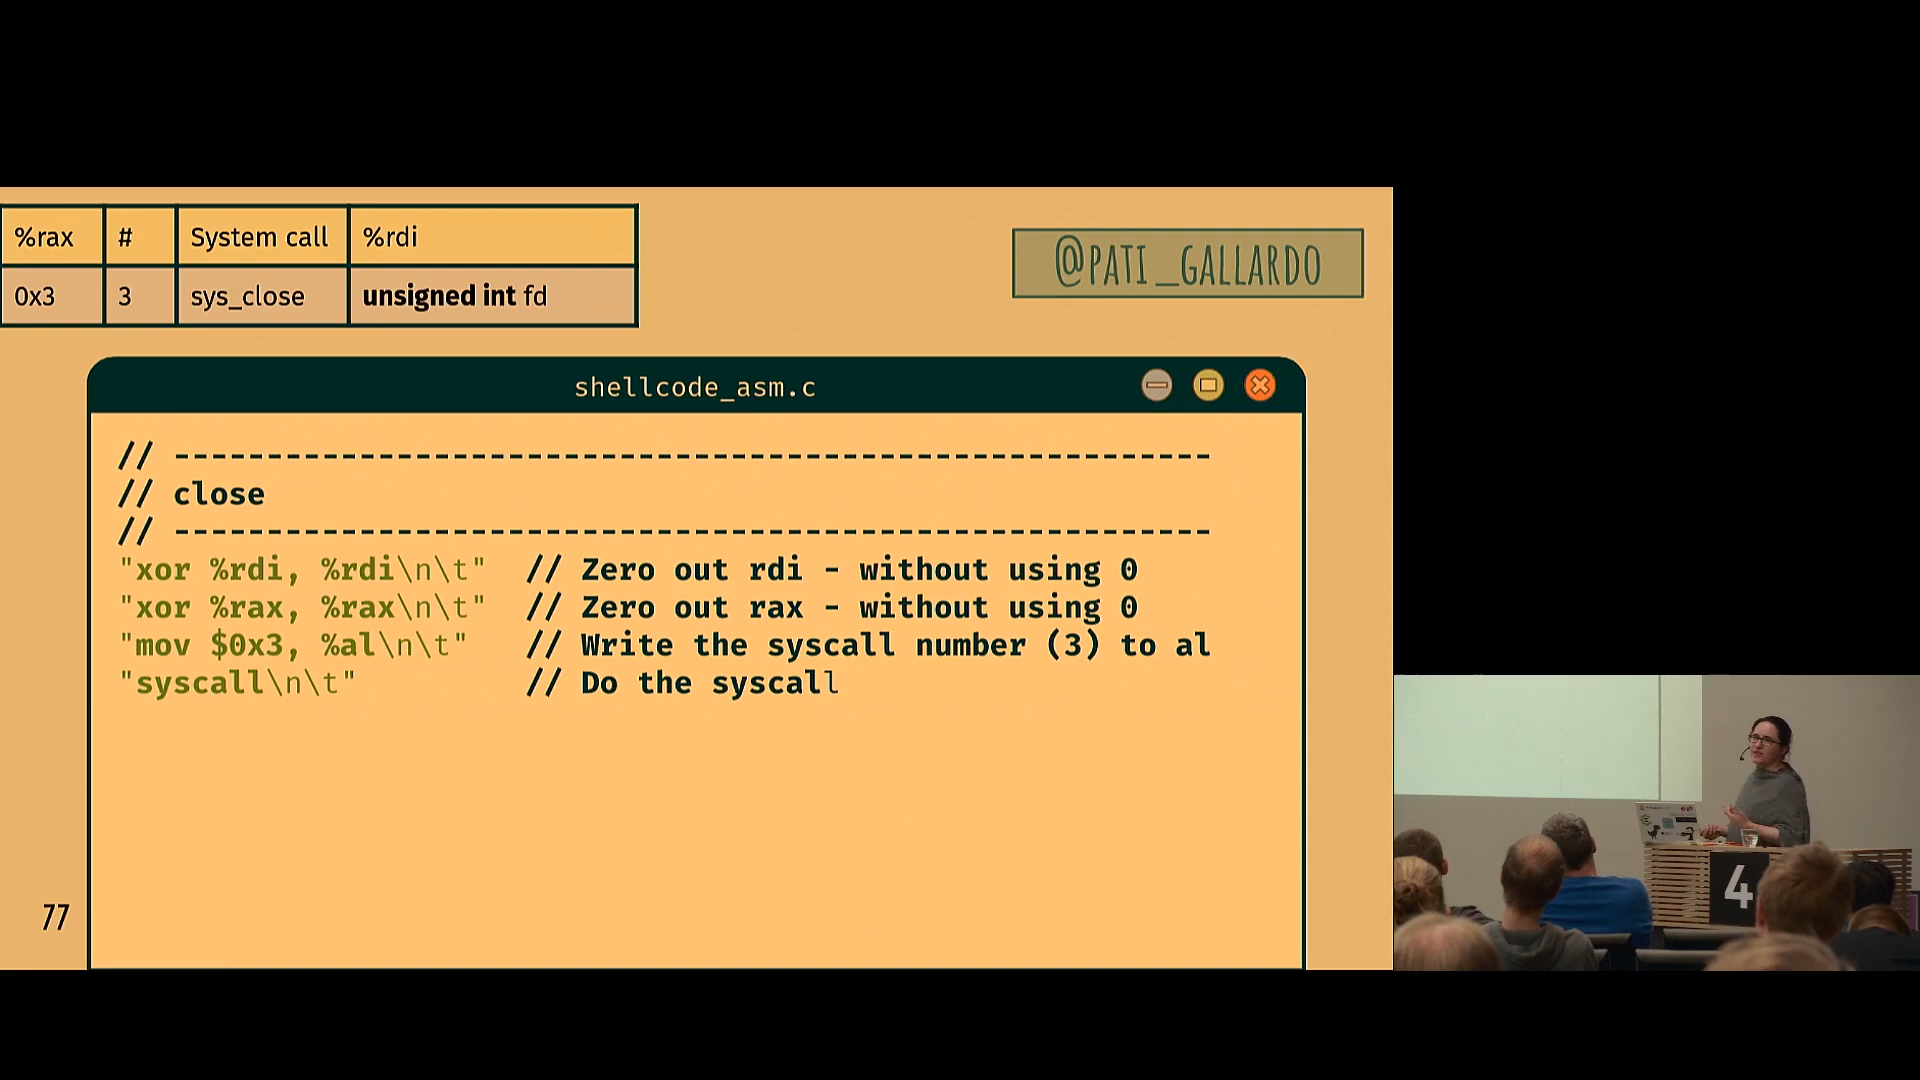 %rax # System call %rdi
0x3 3 sys_close unsigned int fd
@PATI_GALLARDO
shellcode_asm.c
// --------------------------------------------------------
// close
// --------------------------------------------------------
"xor %rdi, %rdi\n\t" // Zero out rdi - without using 0
"xor %rax, %rax\n\t" // Zero out rax - without using 0
"mov $0x3, %al\n\t" // Write the syscall number (3) to al
"syscall\n\t" // Do the syscall
77
4